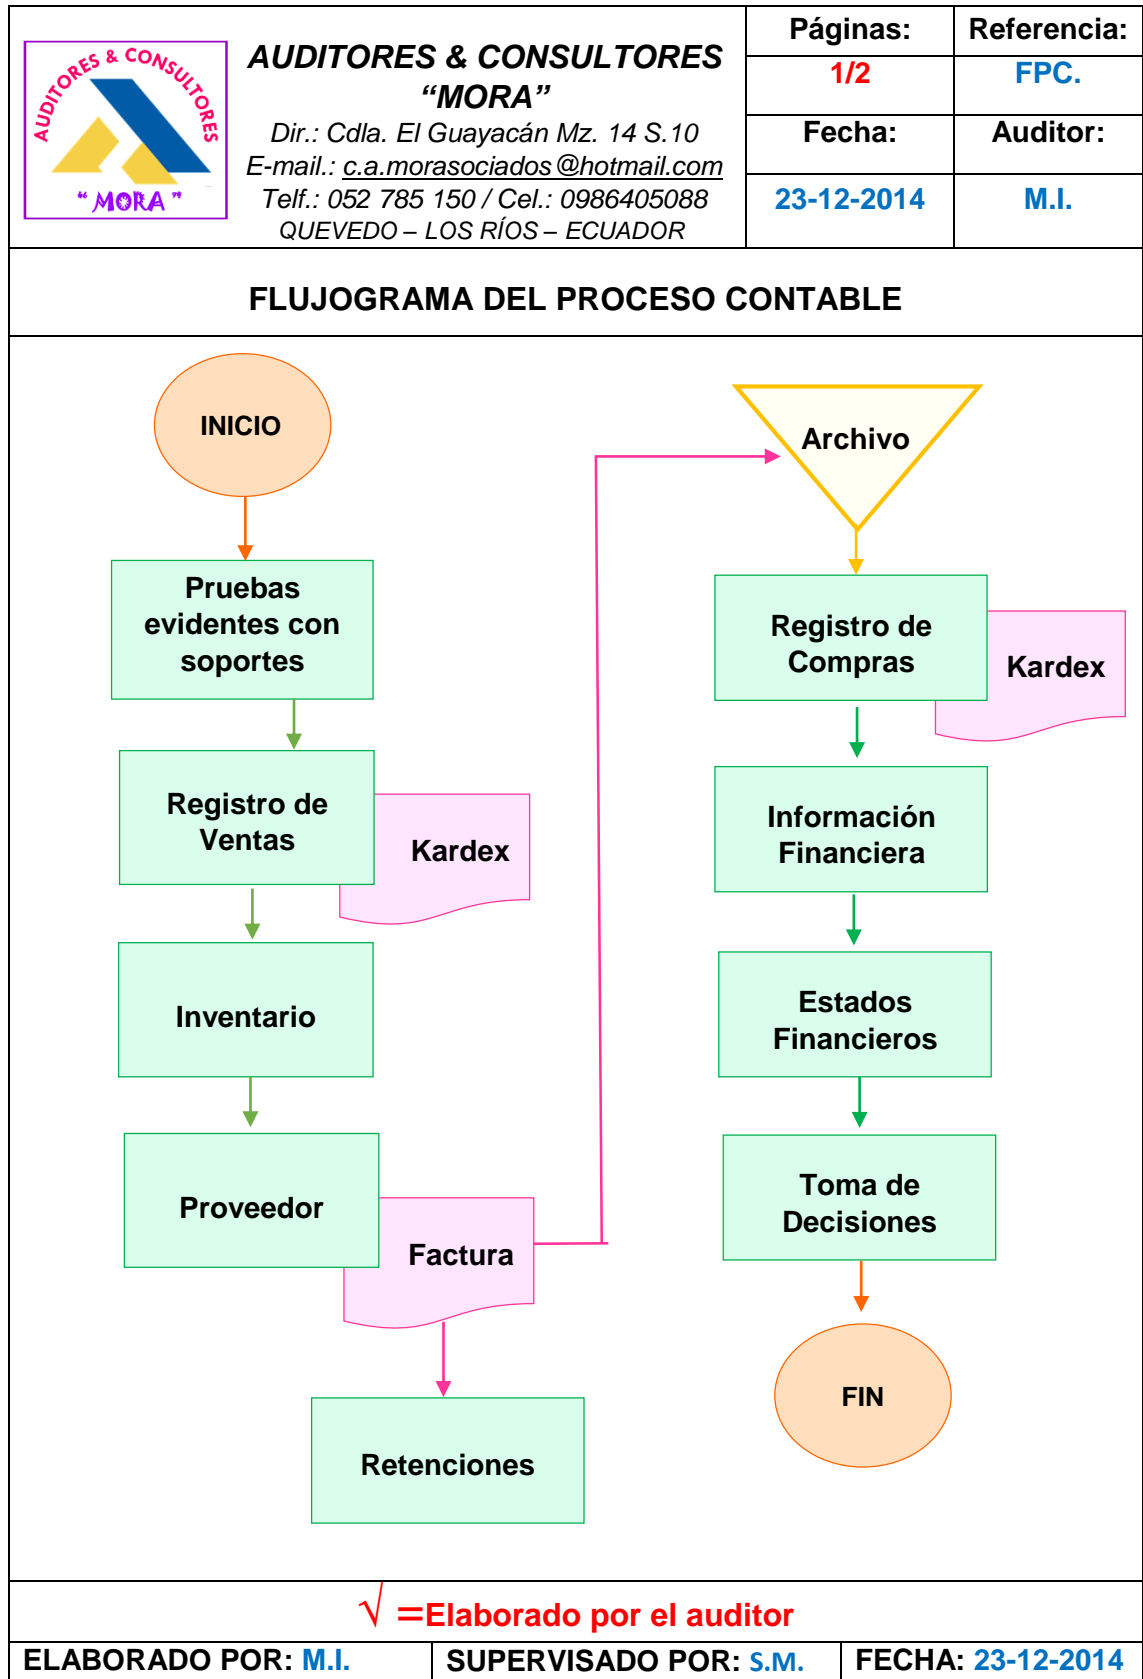 AUDITORES & CONSULTORES
" MORA "
AUDITORES & CONSULTORES
“MORA”
Dir.: Cdla. El Guayacán Mz. 14 S.10
E-mail.: c.a.morasociados@hotmail.com
Telf.: 052 785 150 / Cel.: 0986405088
QUEVEDO – LOS RÍOS – ECUADOR
Páginas:
Referencia:
1/2
FPC.
Fecha:
Auditor:
23-12-2014
M.I.
FLUJOGRAMA DEL PROCESO CONTABLE
INICIO
Pruebas
evidentes con
soportes
Registro de
Ventas
Kardex
Inventario
Proveedor
Factura
Retenciones
Archivo
Registro de
Compras
Kardex
Información
Financiera
Estados
Financieros
Toma de
Decisiones
FIN
√ =Elaborado por el auditor
ELABORADO POR: M.I.
SUPERVISADO POR: S.M.
FECHA: 23-12-2014